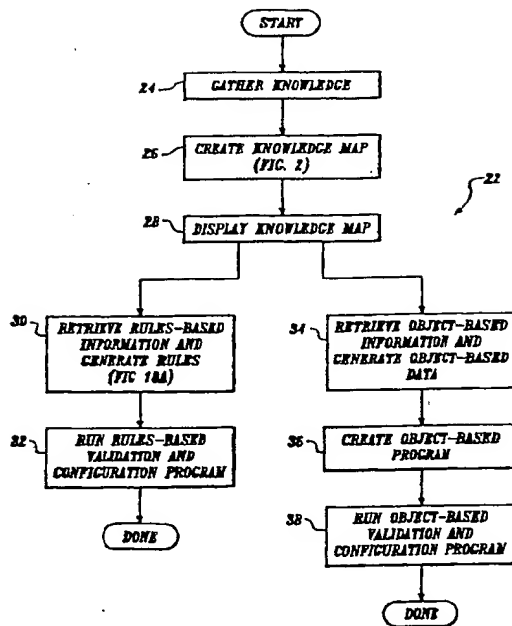 START
24
GATHER KNOWLEDGE
26
CREATE KNOWLEDGE MAP
(FIG. 2)
22
28
DISPLAY KNOWLEDGE MAP
30
RETRIEVE RULES-BASED
INFORMATION AND
GENERATE RULES
(FIG 18A)
34
RETRIEVE OBJECT-BASED
INFORMATION AND
GENERATE OBJECT-BASED
DATA
32
RUN RULES-BASED
VALIDATION AND
CONFIGURATION PROGRAM
36
CREATE OBJECT-BASED
PROGRAM
DONE
38
RUN OBJECT-BASED
VALIDATION AND
CONFIGURATION PROGRAM
DONE